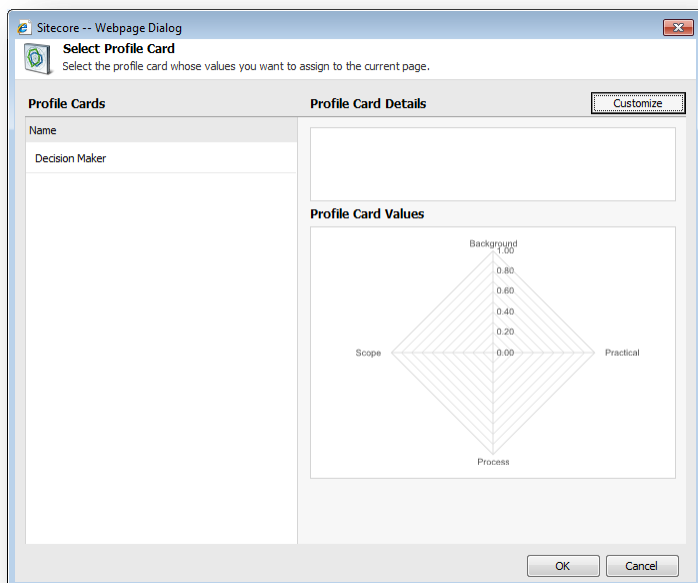 Sitecore -- Webpage Dialog
Select Profile Card
Select the profile card whose values you want to assign to the current page.
Profile Cards
Profile Card Details
Customize
Name
Decision Maker
Profile Card Values
Background
1.00
0.80
0.60
0.40
0.20
Scope
0.00
Practical
Process
OK
Cancel